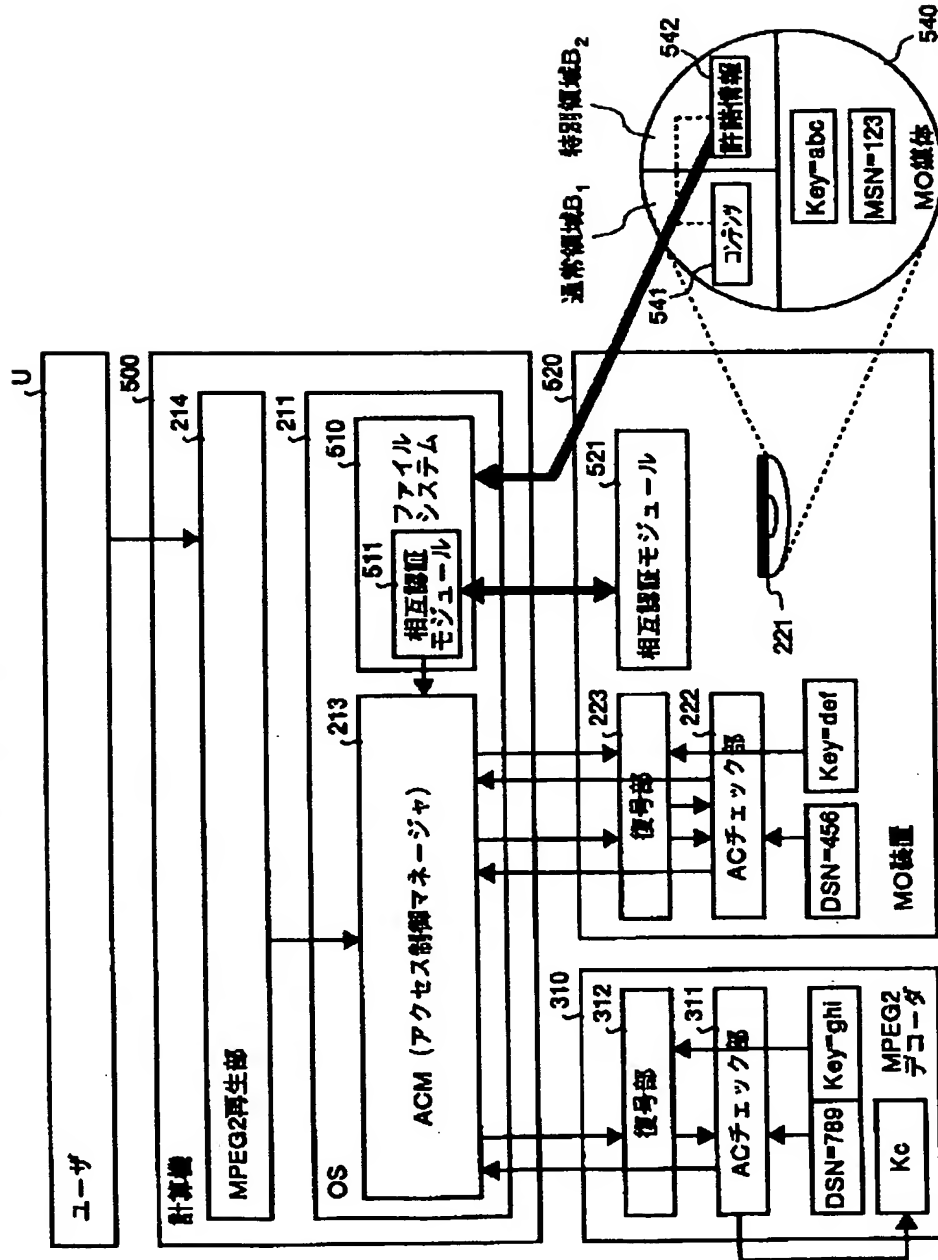 ユーザ
U
計算機
500
MPEG2再生部
214
OS
211
ACM (アクセス制御マネージャ)
213
ファイル
システム
510
相互認証
モジュール
511
310
復号部
312
ACチェック部
311
DSN=789
Key=ghi
Kc
MPEG2
デコーダ
520
復号部
223
ACチェック部
222
DSN=456
Key=def
MO装置
相互認証モジュール
521
221
通常領域B1
特別領域B2
コンテンツ
541
許諾情報
542
Key=abc
MSN=123
MO媒体
540